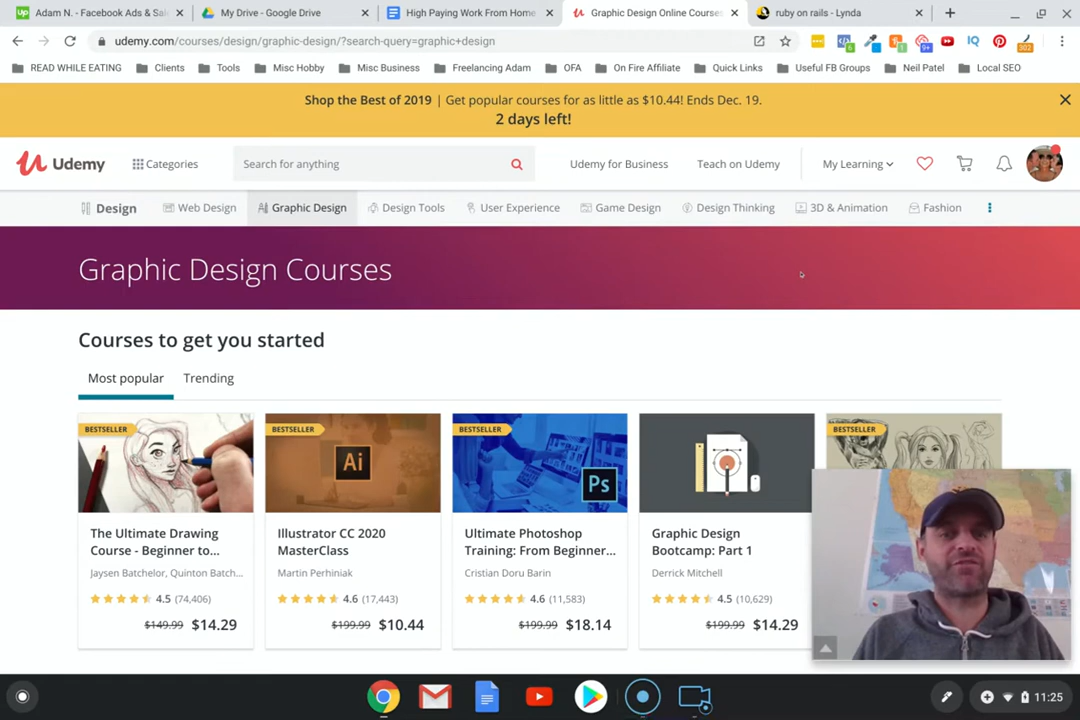 Adam N. - Facebook Ads & Sal
My Drive - Google Drive
High Paying Work From Home
Graphic Design Online Courses
ruby on rails - Lynda
udemy.com/courses/design/graphic-design/?search-query=graphic+design
READ WHILE EATING
Clients
Tools
Misc Hobby
Misc Business
Freelancing Adam
OFA
On Fire Affiliate
Quick Links
Useful FB Groups
Neil Patel
Local SEO
Shop the Best of 2019 | Get popular courses for as little as $10.44! Ends Dec. 19.
2 days left!
Udemy
Categories
Search for anything
Udemy for Business
Teach on Udemy
My Learning
Design
Web Design
Graphic Design
Design Tools
User Experience
Game Design
Design Thinking
3D & Animation
Fashion
Graphic Design Courses
Courses to get you started
Most popular
Trending
BESTSELLER
BESTSELLER
BESTSELLER
BESTSELLER
BESTSELLER
Ai
Ps
The Ultimate Drawing
Course - Beginner to...
Jaysen Batchelor, Quinton Batch...
4.5 (74,406)
$149.99 $14.29
Illustrator CC 2020
MasterClass
Martin Perhiniak
4.6 (17,443)
$199.99 $10.44
Ultimate Photoshop
Training: From Beginner...
Cristian Doru Barin
4.6 (11,583)
$199.99 $18.14
Graphic Design
Bootcamp: Part 1
Derrick Mitchell
4.5 (10,629)
$199.99 $14.29
11:25